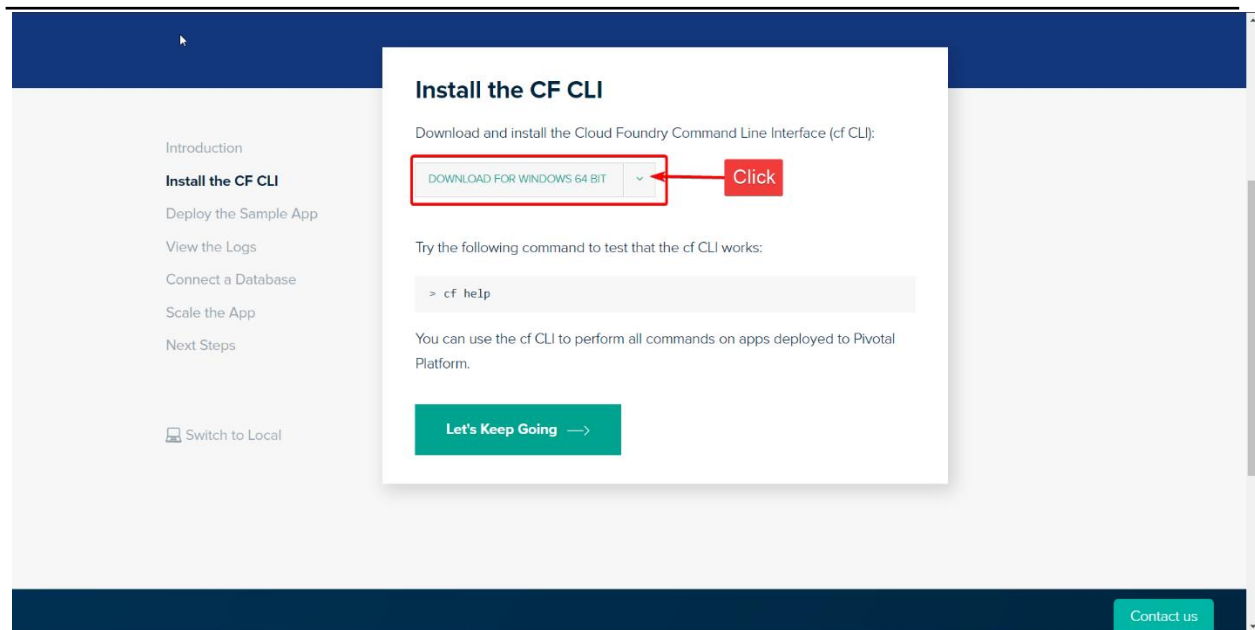 Install the CF CLI
Download and install the Cloud Foundry Command Line Interface (cf CLI):
Introduction
Install the CF CLI
Deploy the Sample App
View the Logs
Connect a Database
Scale the App
Next Steps
Switch to Local
DOWNLOAD FOR WINDOWS 64 BIT
Click
Try the following command to test that the cf CLI works:
> cf help
You can use the cf CLI to perform all commands on apps deployed to Pivotal
Platform.
Let's Keep Going
Contact us